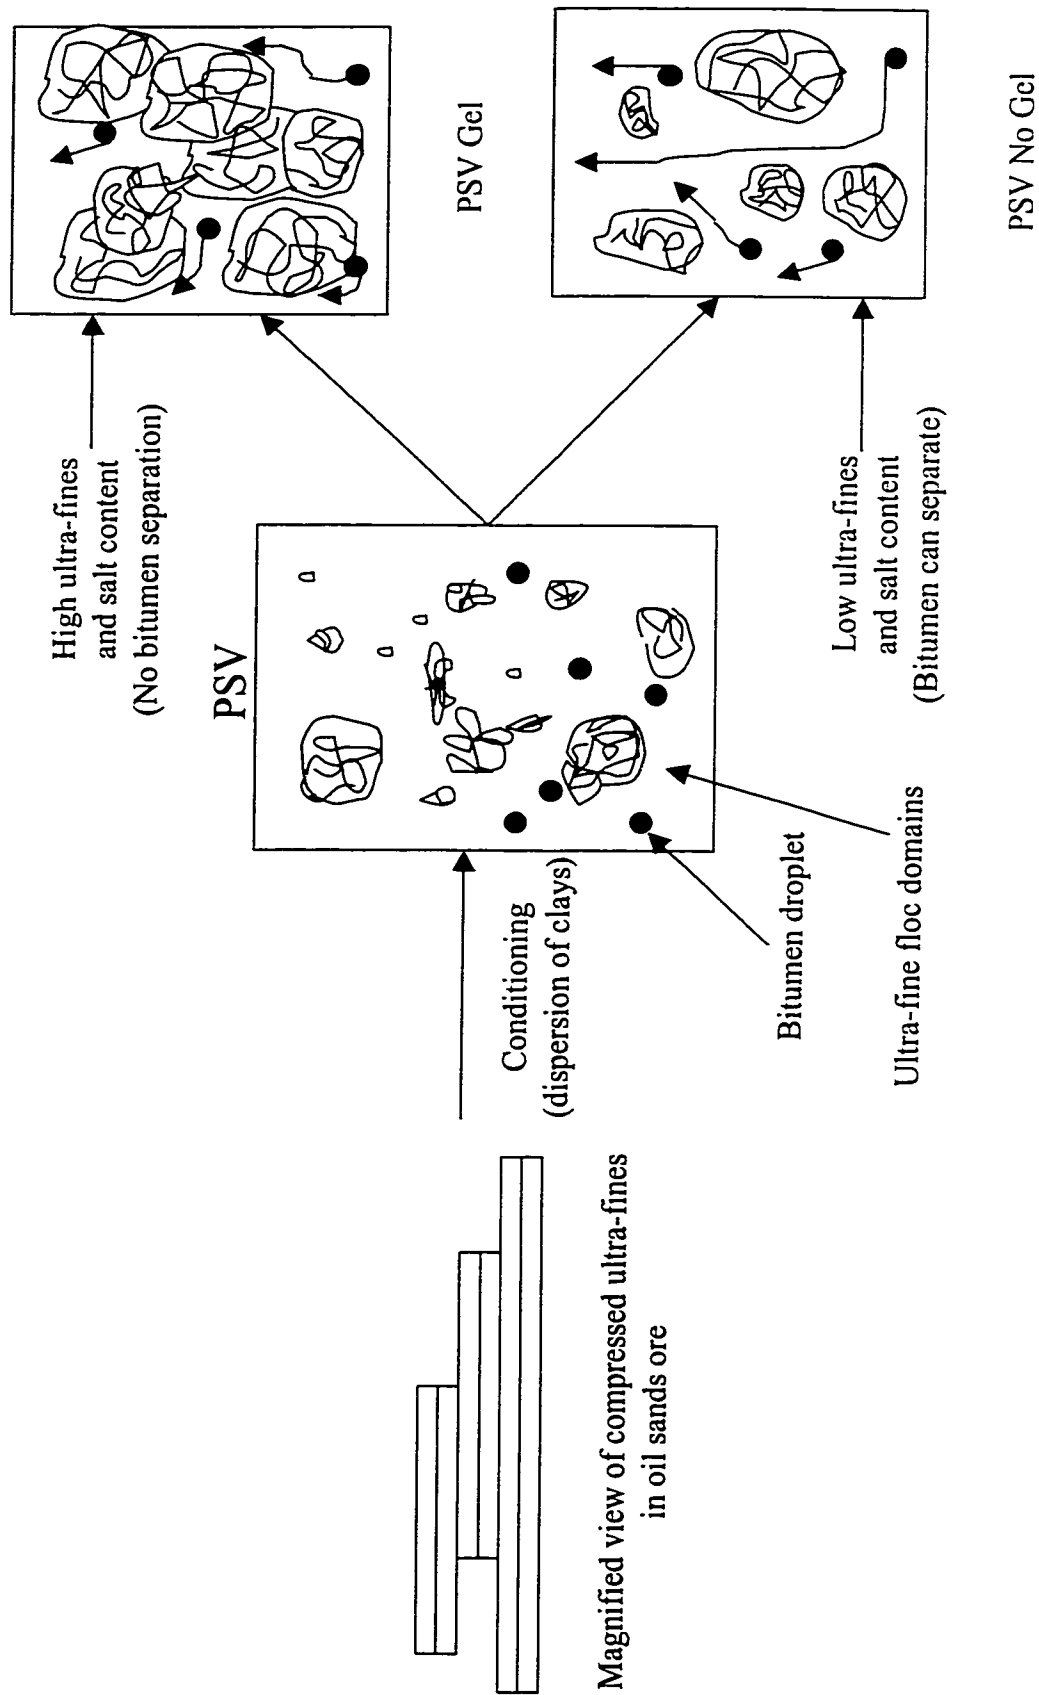 Magnified view of compressed ultra-fines
in oil sands ore
Conditioning
(dispersion of clays)
PSV
Bitumen droplet
Ultra-fine floc domains
High ultra-fines
and salt content
(No bitumen separation)
PSV Gel
Low ultra-fines
and salt content
(Bitumen can separate)
PSV No Gel